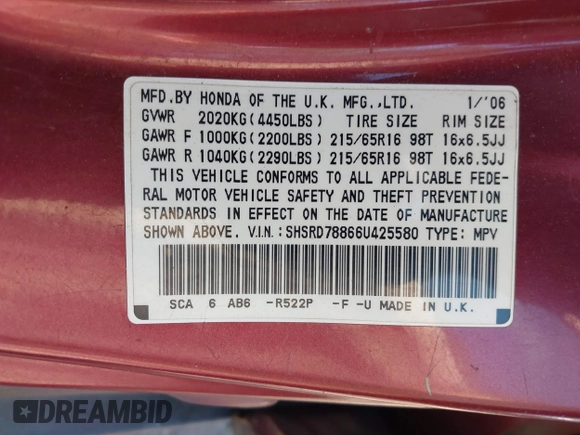 MFD.BY HONDA OF THE U.K. MFG.,LTD. 1/'06
GVWR 2020KG(4450LBS) TIRE SIZE RIM SIZE
GAWR F 1000KG(2200LBS) 215/65R16 98T 16x6.5JJ
GAWR R 1040KG(2290LBS) 215/65R16 98T 16x6.5JJ
THIS VEHICLE CONFORMS TO ALL APPLICABLE FEDE-
RAL MOTOR VEHICLE SAFETY AND THEFT PREVENTION
STANDARDS IN EFFECT ON THE DATE OF MANUFACTURE
SHOWN ABOVE. V.I.N.:SHSRD78866U425580 TYPE: MPV
SCA 6 AB6 -R522P -F -U MADE IN U.K.
DREAMBID